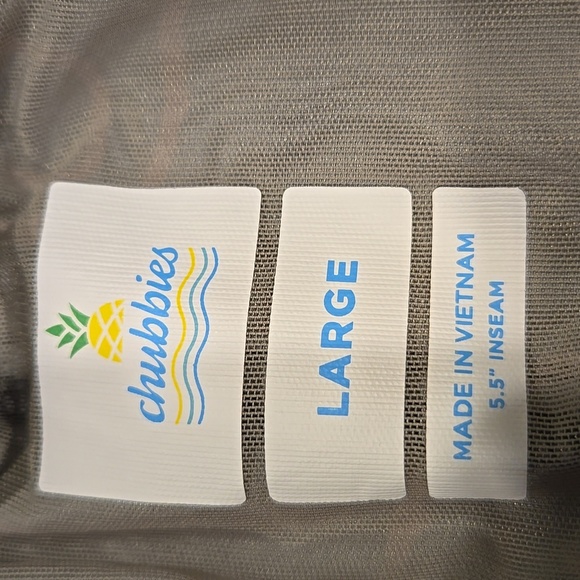 chubbies
LARGE
MADE IN VIETNAM
5.5" INSEAM